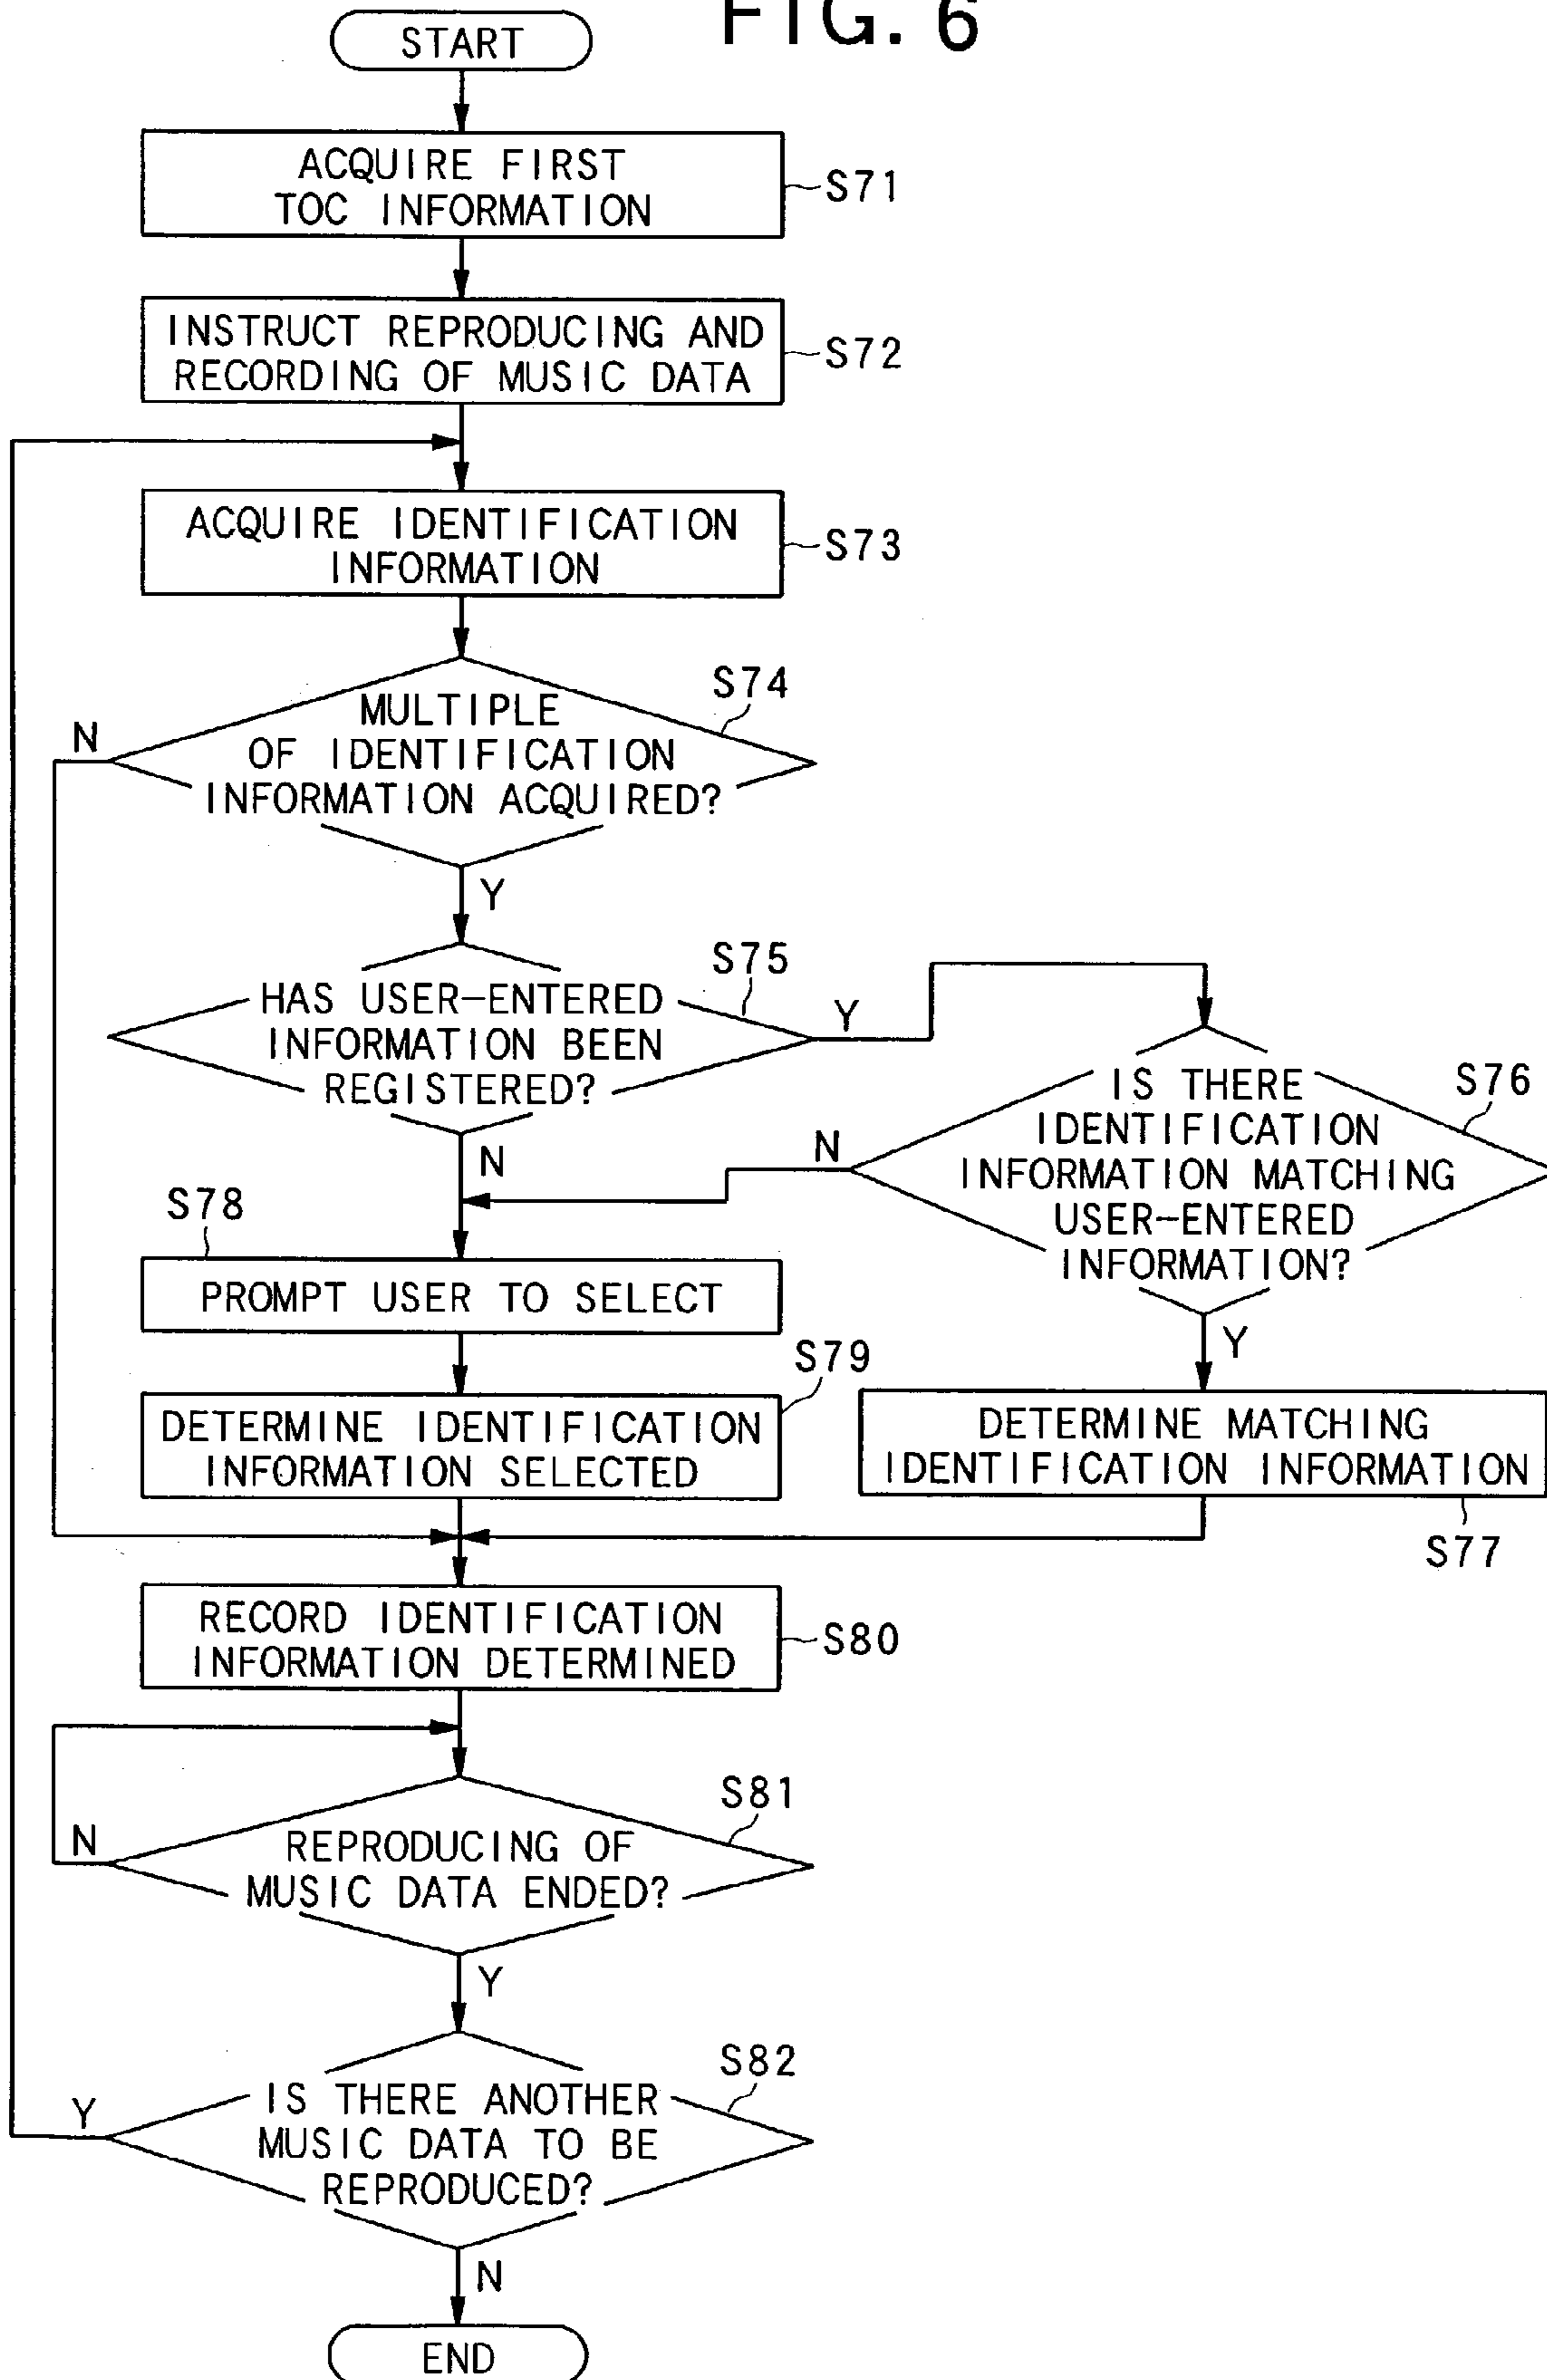 FIG. 6
START
ACQUIRE FIRST
TOC INFORMATION
S71
INSTRUCT REPRODUCING AND
RECORDING OF MUSIC DATA
S72
ACQUIRE IDENTIFICATION
INFORMATION
S73
S74
MULTIPLE
OF IDENTIFICATION
INFORMATION ACQUIRED?
N
Y
S75
HAS USER-ENTERED
INFORMATION BEEN
REGISTERED?
Y
N
S76
IS THERE
IDENTIFICATION
INFORMATION MATCHING
USER-ENTERED
INFORMATION?
N
Y
S78
PROMPT USER TO SELECT
S79
DETERMINE IDENTIFICATION
INFORMATION SELECTED
DETERMINE MATCHING
IDENTIFICATION INFORMATION
S77
RECORD IDENTIFICATION
INFORMATION DETERMINED
S80
S81
N
REPRODUCING OF
MUSIC DATA ENDED?
Y
S82
Y
IS THERE ANOTHER
MUSIC DATA TO BE
REPRODUCED?
N
END